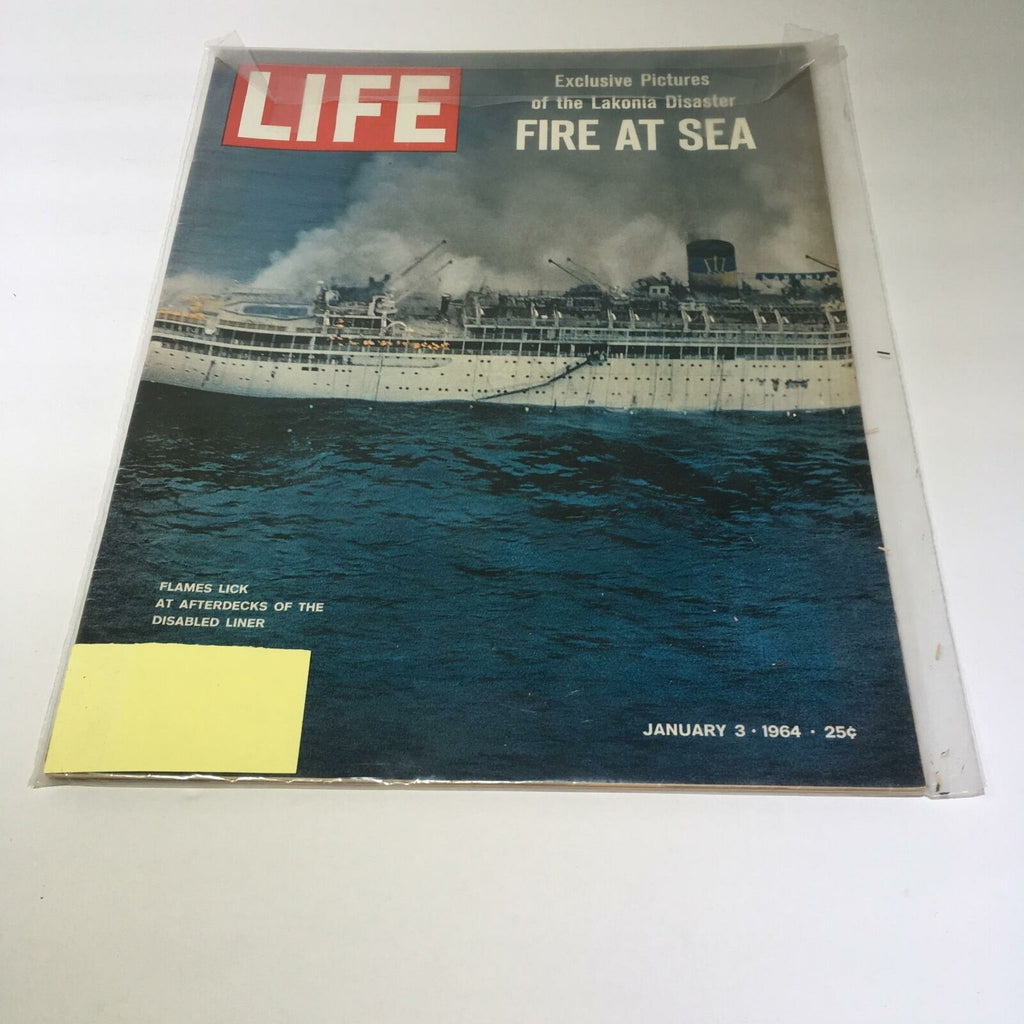 LIFE
Exclusive Pictures
of the Lakonia Disaster
FIRE AT SEA
FLAMES LICK
AT AFTERDECKS OF THE
DISABLED LINER
JANUARY 3 · 1964 · 25¢